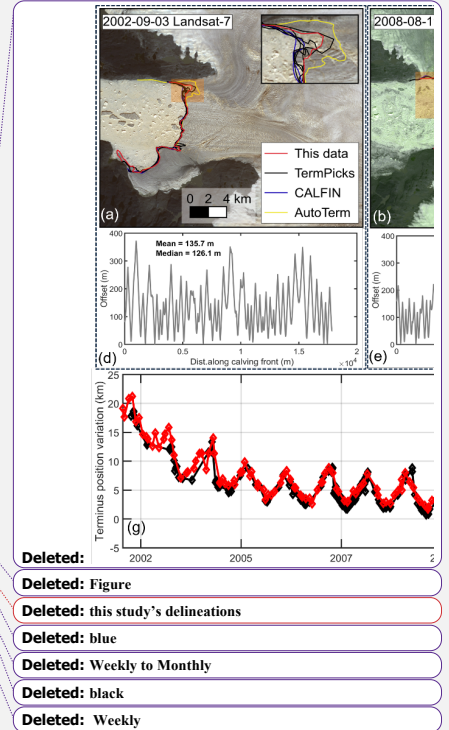 2002-09-03 Landsat-7
2008-08-1
This data
TermPicks
CALFIN
AutoTerm
0 2 4 km
(a)
(b)
400
300
200
100
0
Offset (m)
Mean = 135.7 m
Median = 126.1 m
0
0.5
1
1.5
2
×10⁴
Dist.along calving front (m)
(d)
400
300
200
100
0
Offset (m)
0
(e)
25
20
15
10
5
0
-5
Terminus position variation (km)
(g)
2002
2005
2007
2
Deleted:
Deleted: Figure
Deleted: this study's delineations
Deleted: blue
Deleted: Weekly to Monthly
Deleted: black
Deleted: Weekly